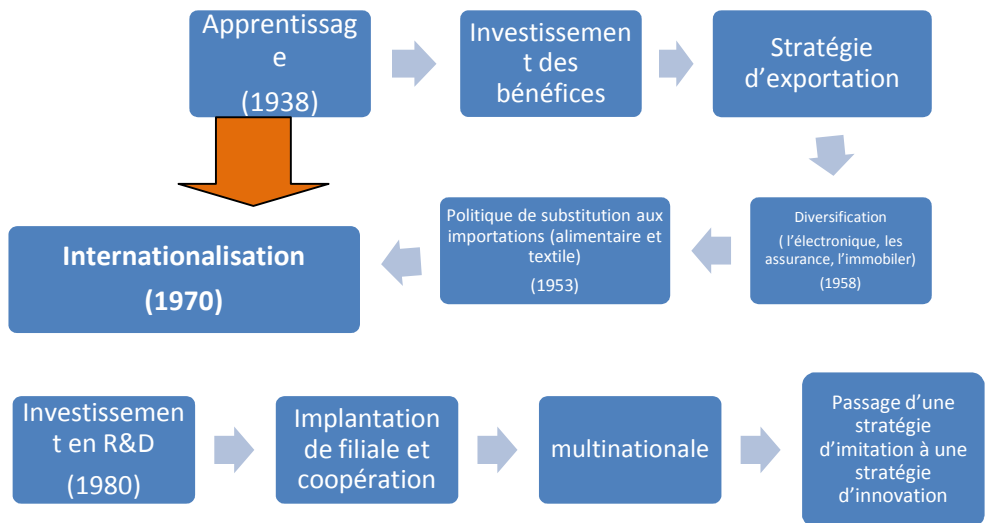 Apprentissag
e
(1938)
Investissemen
t des
bénéfices
Stratégie
d’exportation
Diversification
( l’électronique, les
assurance, l’immobiler)
(1958)
Politique de substitution aux
importations (alimentaire et
textile)
(1953)
Internationalisation
(1970)
Investissemen
t en R&D
(1980)
Implantation
de filiale et
coopération
multinationale
Passage d’une
stratégie
d’imitation à une
stratégie
d’innovation